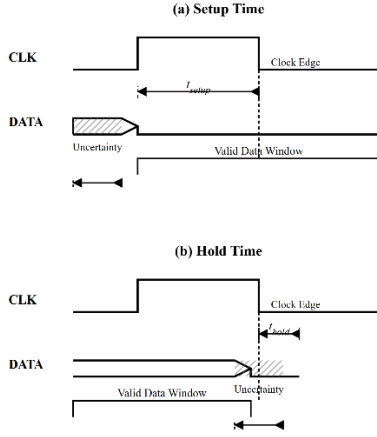 (a) Setup Time
CLK
Clock Edge
t_setup
DATA
Uncertainty
Valid Data Window
(b) Hold Time
CLK
Clock Edge
t_hold
DATA
Valid Data Window
Uncertainty